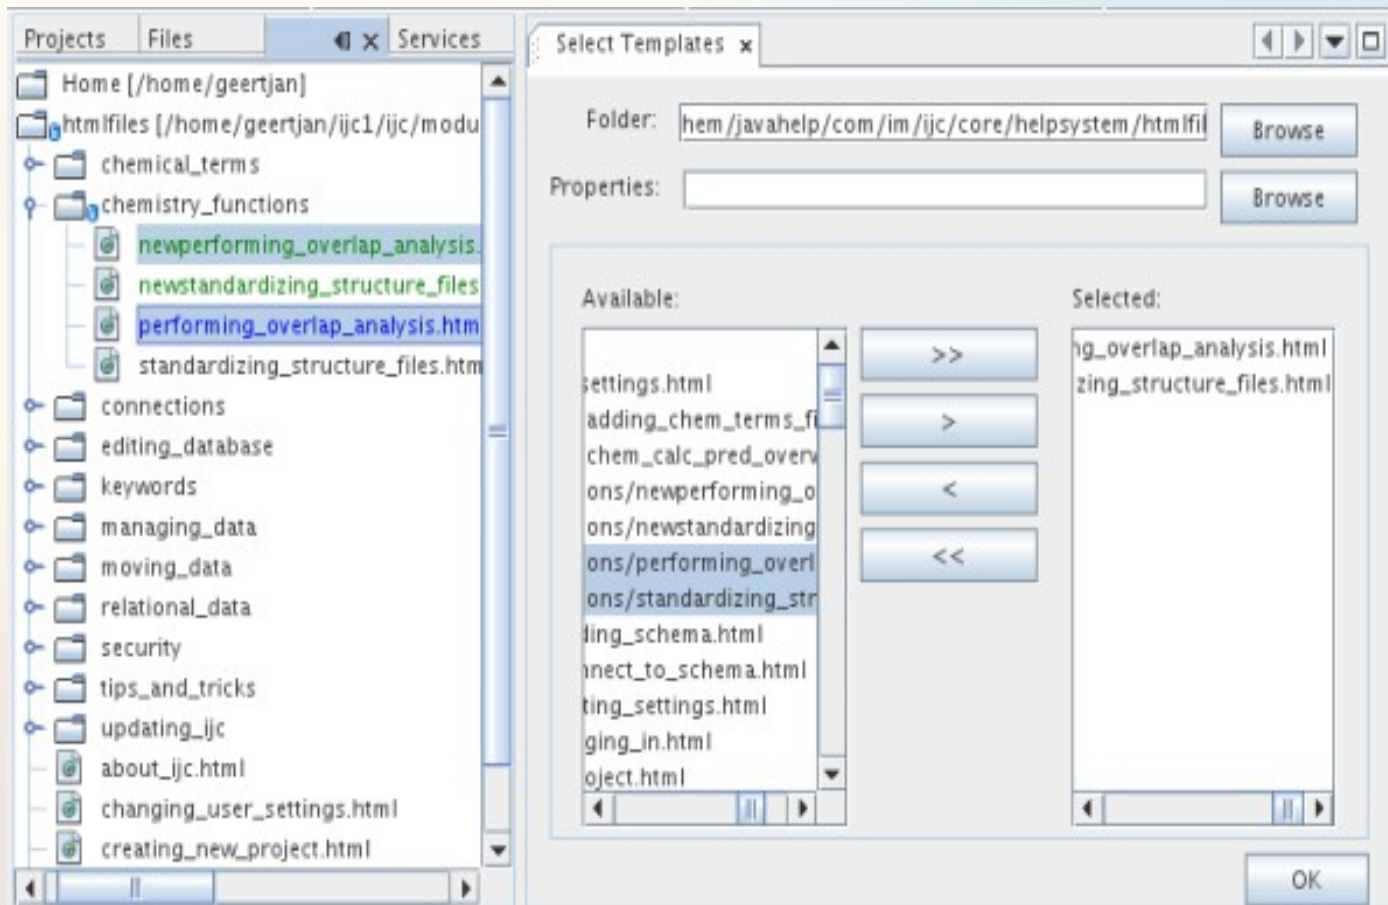 Projects
Files
Services
Home [/home/geertjan]
htmlfiles [/home/geertjan/ijc1/ijc/modu
chemical_terms
chemistry_functions
newperforming_overlap_analysis.
newstandardizing_structure_files
performing_overlap_analysis.htm
standardizing_structure_files.htm
connections
editing_database
keywords
managing_data
moving_data
relational_data
security
tips_and_tricks
updating_ijc
about_ijc.html
changing_user_settings.html
creating_new_project.html
Select Templates x
Folder: hem/javahelp/com/im/ijc/core/helpsystem/htmlfil Browse
Properties: Browse
Available:
settings.html
adding_chem_terms_fi
chem_calc_pred_overv
ons/newperforming_o
ons/newstandardizing
ons/performing_overl
ons/standardizing_str
ding_schema.html
nnect_to_schema.html
ting_settings.html
ging_in.html
oject.html
>>
>
<
<<
Selected:
ng_overlap_analysis.html
zing_structure_files.html
OK